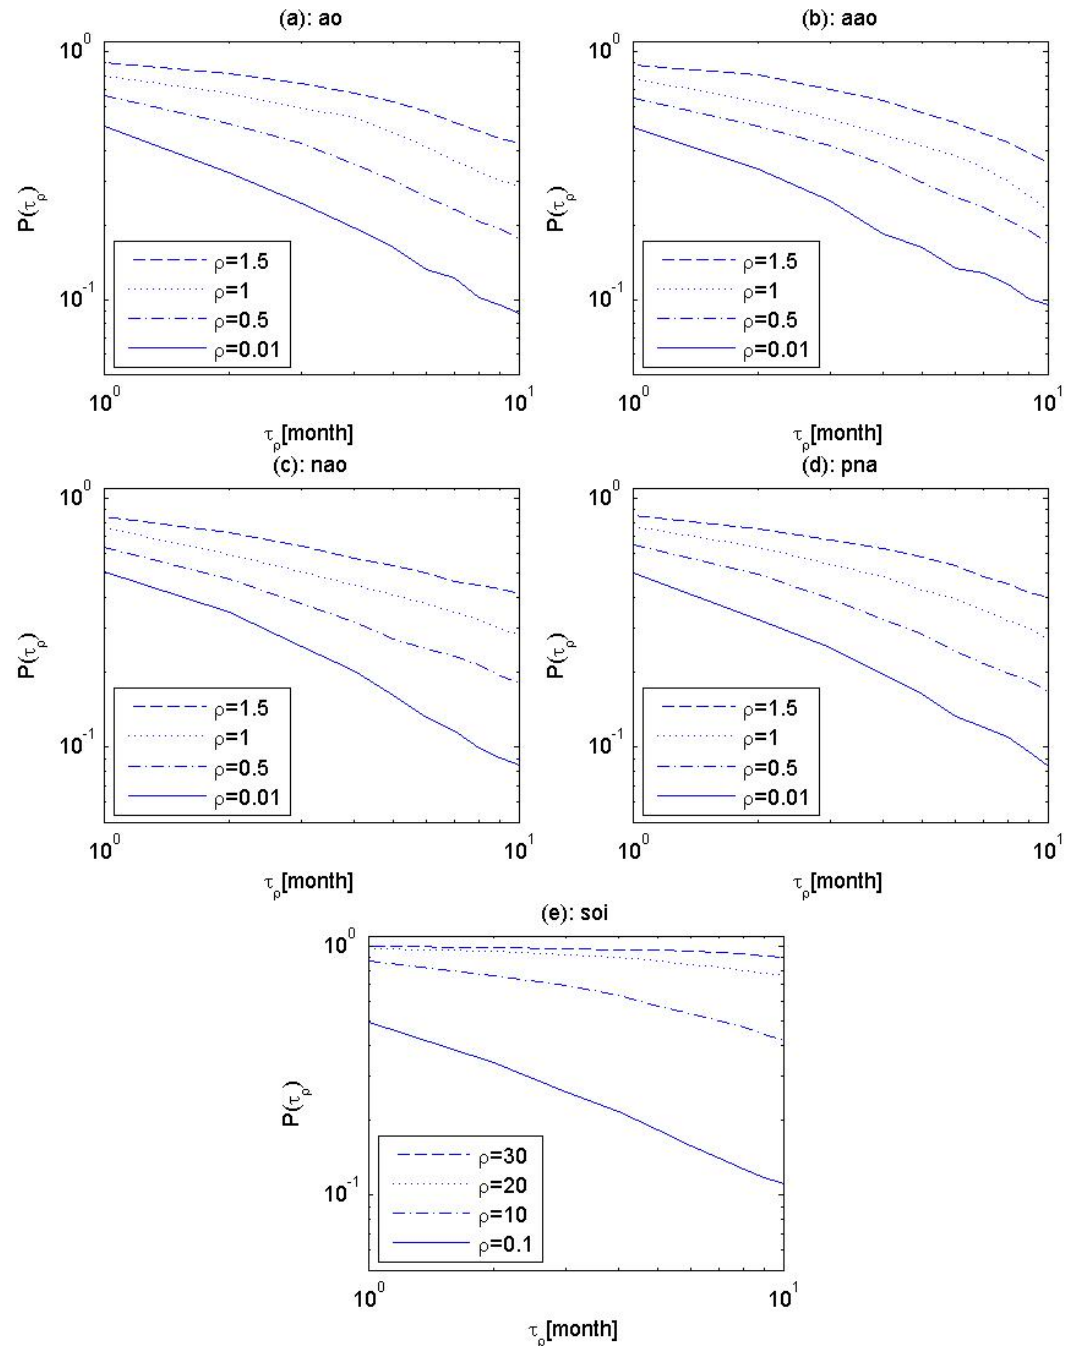 (a): ao
10^0
10^-1
P(τ_ρ)
ρ=1.5
ρ=1
ρ=0.5
ρ=0.01
10^0
10^1
τ_ρ[month]
(b): aao
10^0
10^-1
P(τ_ρ)
ρ=1.5
ρ=1
ρ=0.5
ρ=0.01
10^0
10^1
τ_ρ[month]
(c): nao
10^0
10^-1
P(τ_ρ)
ρ=1.5
ρ=1
ρ=0.5
ρ=0.01
10^0
10^1
τ_ρ[month]
(d): pna
10^0
10^-1
P(τ_ρ)
ρ=1.5
ρ=1
ρ=0.5
ρ=0.01
10^0
10^1
τ_ρ[month]
(e): soi
10^0
10^-1
P(τ_ρ)
ρ=30
ρ=20
ρ=10
ρ=0.1
10^0
10^1
τ_ρ[month]